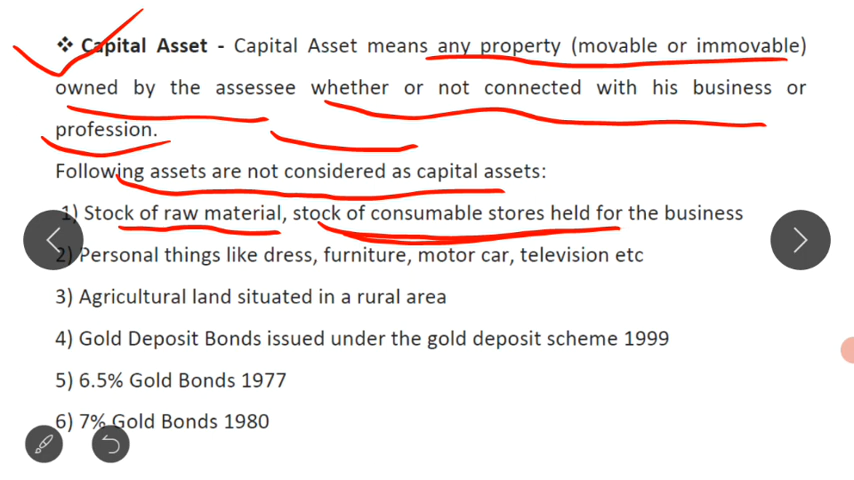 ❖ Capital Asset - Capital Asset means any property (movable or immovable)
owned by the assessee whether or not connected with his business or
profession.
Following assets are not considered as capital assets:
1) Stock of raw material, stock of consumable stores held for the business
2) Personal things like dress, furniture, motor car, television etc
3) Agricultural land situated in a rural area
4) Gold Deposit Bonds issued under the gold deposit scheme 1999
5) 6.5% Gold Bonds 1977
6) 7% Gold Bonds 1980